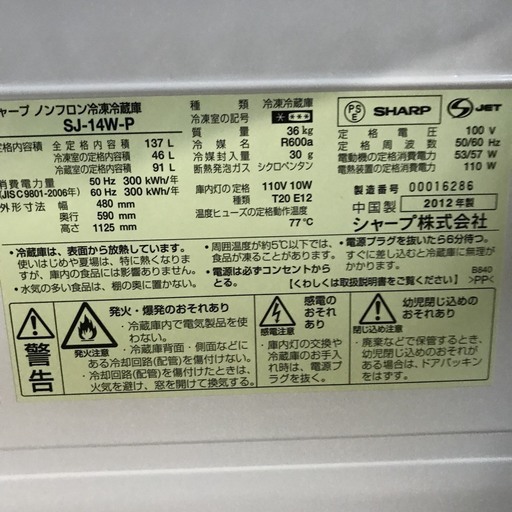 ャープ ノンフロン冷凍冷蔵庫
SJ-14W-P
定格内容積 全定格内容積 137 L
冷凍室の定格内容積 46 L
冷蔵室の定格内容積 91 L
消費電力量 50 Hz 300 kWh/年
(JISC9801-2006年) 60 Hz 300 kWh/年
外形寸法 幅 480 mm
奥行 590 mm
高さ 1125 mm
種類 冷凍冷蔵庫
冷凍室の記号
質量 36 kg
冷媒 R600a
冷媒封入量 30 g
断熱発泡ガス シクロペンタン
庫内灯の定格 110V 10W
T20 E12
温度ヒューズの定格動作温度
77℃
PS
E
SHARP
JET
定格電圧 100 V
定格周波数 50/60 Hz
電動機の定格消費電力 53/57 W
電熱装置の定格消費電力 110 W
製造番号 00016286
中国製 2012年製
シャープ株式会社
・冷蔵庫は、表面から放熱しています。
使いはじめや夏場は、特に熱くなります
が、庫内の食品には影響ありません。
・水気の多い食品は、棚の奥に置かない。
・周囲温度が約5℃以下では、
食品が凍ることがあります。
・電源は必ずコンセントから
とる。
・電源プラグを抜いたら6分待つ。
すぐに差し込むと冷蔵庫に無理が
かかります。
【くわしくは取扱説明書をご覧ください】
B640
>PP<
警告
発火注意
発火・爆発のおそれあり
・冷蔵庫内で電気製品を使
わない。
・冷蔵庫背面・側面などに
ある冷却回路(配管)を傷付けない。
・冷却回路(配管)を傷付けたときは、
火気を避け、窓を開けて換気する。
感電注意
感電の
おそれあり
・庫内灯の交換や
冷蔵庫のお手入
れ時は、電源プ
ラグを抜く。
閉じ込め注意
幼児閉じ込めの
おそれあり
・廃棄などで保管するとき、
幼児閉じ込めのおそれが
ある場合は、ドアパッキン